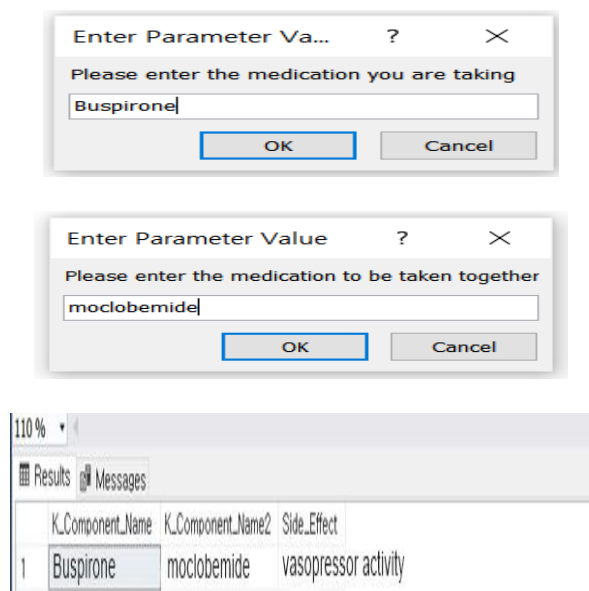 Enter Parameter Va... ? ×
Please enter the medication you are taking
Buspirone
OK Cancel
Enter Parameter Value ? ×
Please enter the medication to be taken together
moclobemide
OK Cancel
110 %
Results Messages
K_Component_Name K_Component_Name2 Side_Effect
1 Buspirone moclobemide vasopressor activity